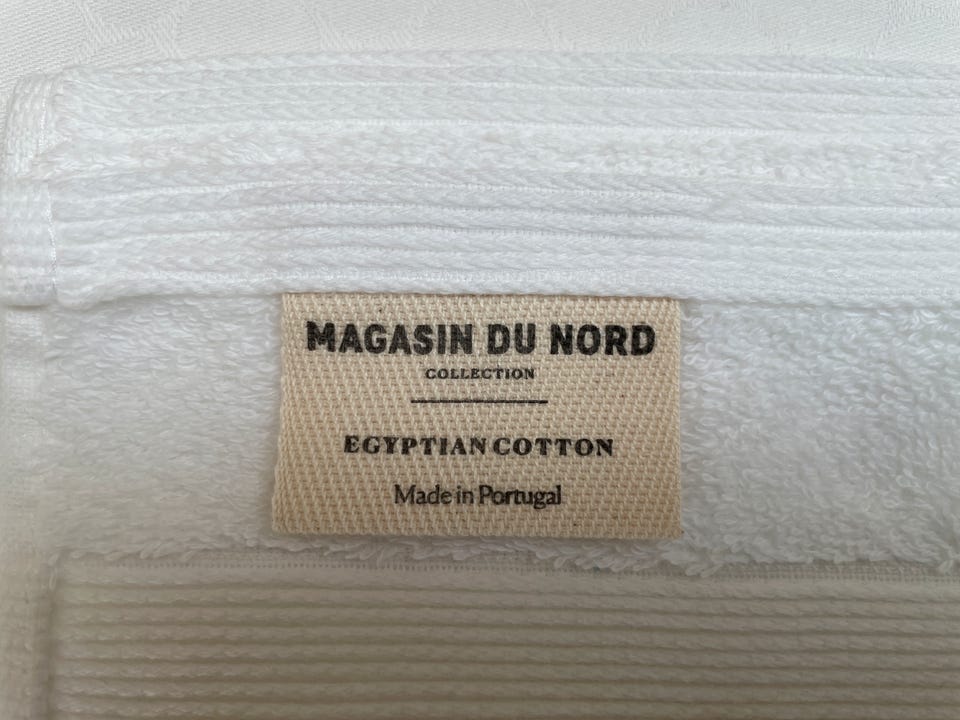 MAGASIN DU NORD
COLLECTION
EGYPTIAN COTTON
Made in Portugal